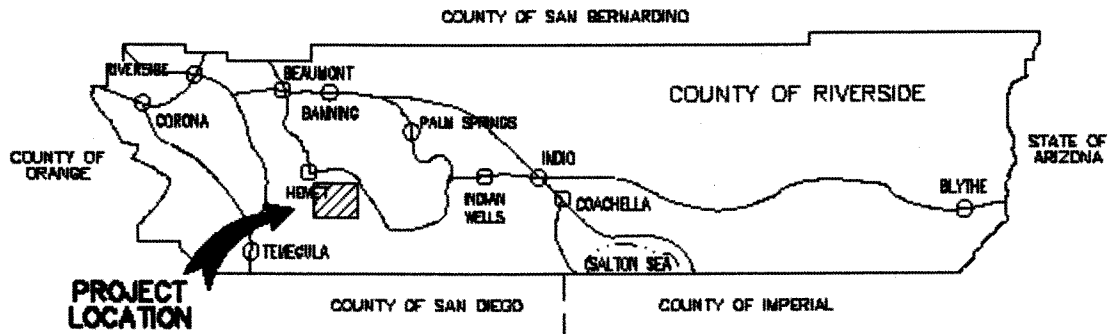 COUNTY OF SAN BERNARDINO
RIVERSIDE
BEAUMONT
BANNING
COUNTY OF RIVERSIDE
CORONA
PALM SPRINGS
COUNTY OF
ORANGE
STATE OF
ARIZONA
INDIO
HEMET
INDIAN
WELLS
COACHELLA
BLYTHE
TEMECULA
SALTON SEA
PROJECT
LOCATION
COUNTY OF SAN DIEGO
COUNTY OF IMPERIAL